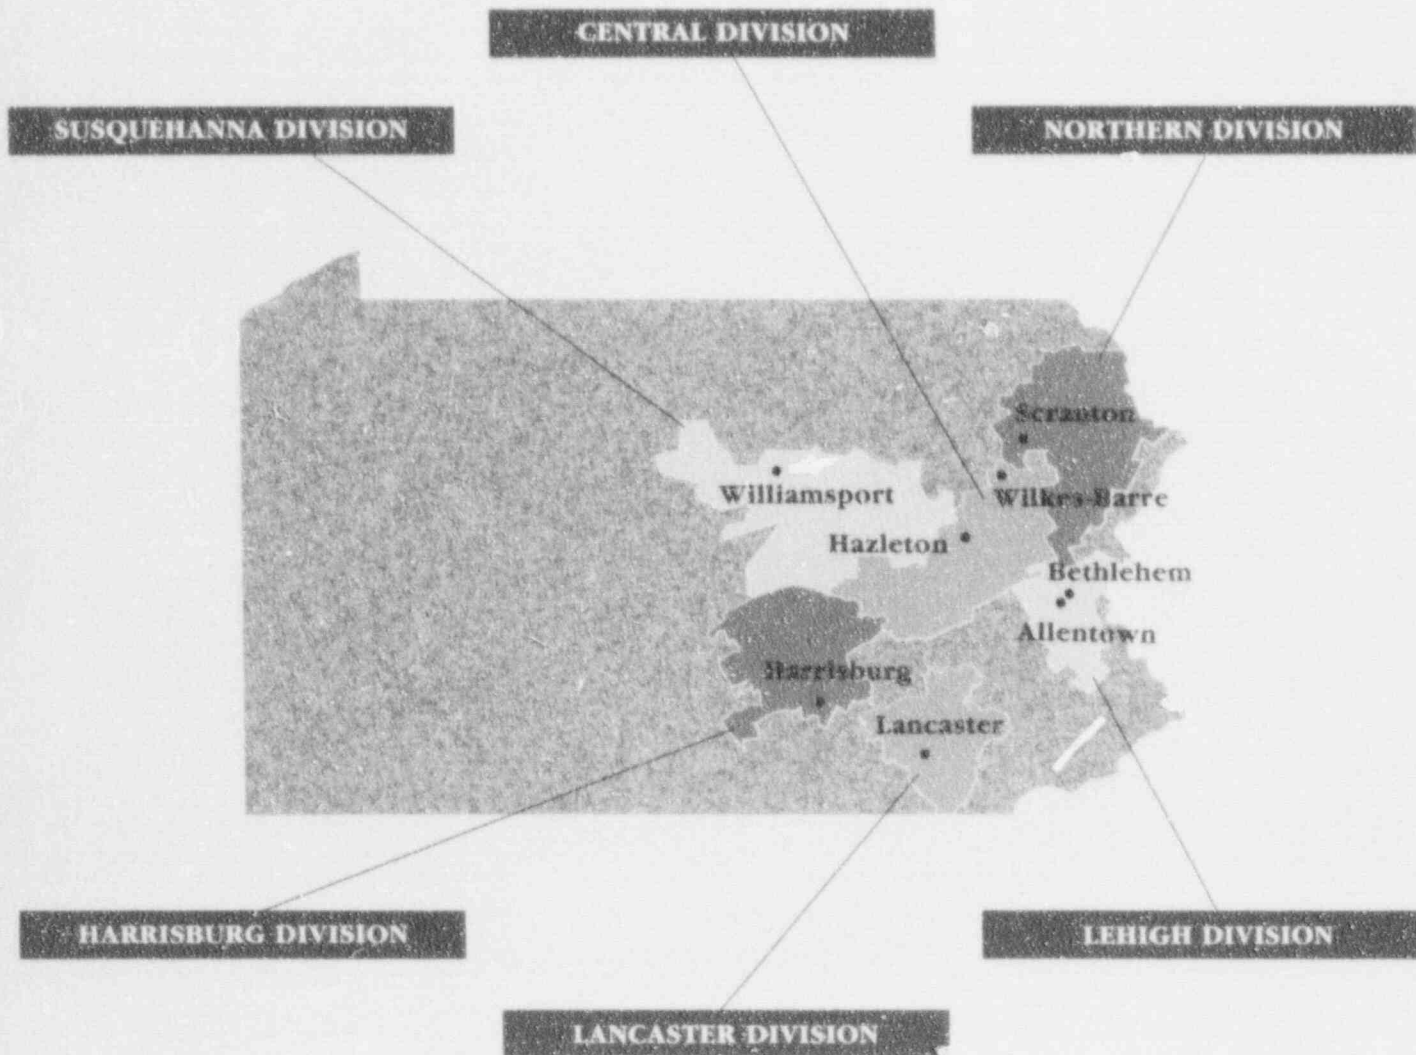 CENTRAL DIVISION
SUSQUEHANNA DIVISION
NORTHERN DIVISION
Scranton
Williamsport
Wilkes-Barre
Hazleton
Bethlehem
Allentown
Harrisburg
Lancaster
HARRISBURG DIVISION
LEHIGH DIVISION
LANCASTER DIVISION